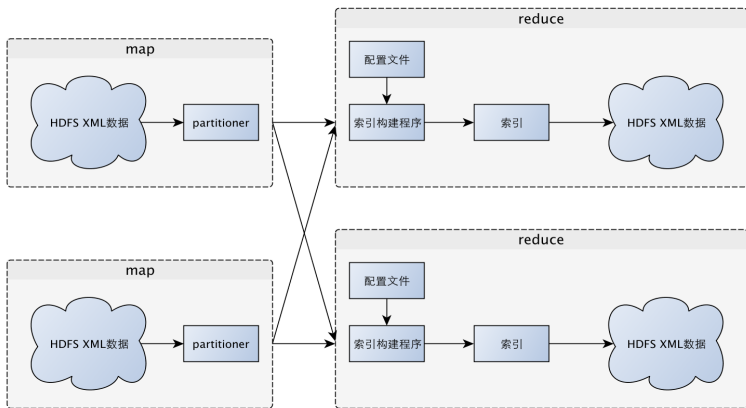 reduce
map
配置文件
HDFS XML数据
partitioner
索引构建程序
索引
HDFS XML数据
reduce
map
配置文件
HDFS XML数据
partitioner
索引构建程序
索引
HDFS XML数据